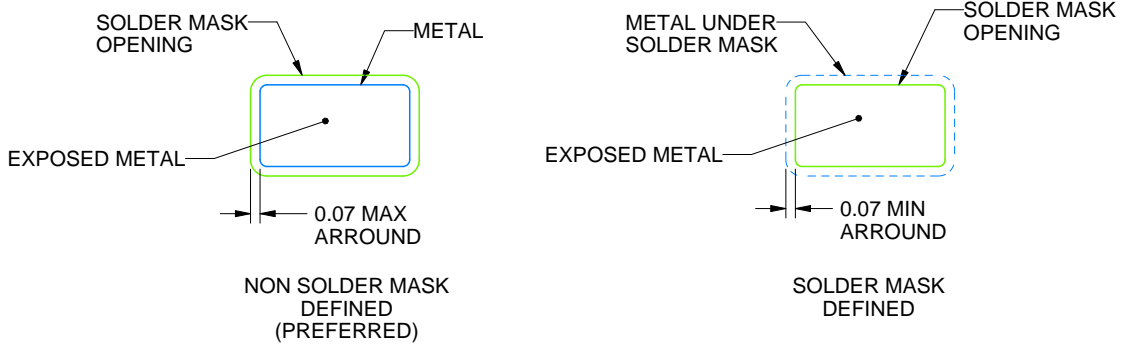 SOLDER MASK
OPENING
METAL
EXPOSED METAL
0.07 MAX
ARROUND
NON SOLDER MASK
DEFINED
(PREFERRED)
METAL UNDER
SOLDER MASK
SOLDER MASK
OPENING
EXPOSED METAL
0.07 MIN
ARROUND
SOLDER MASK
DEFINED